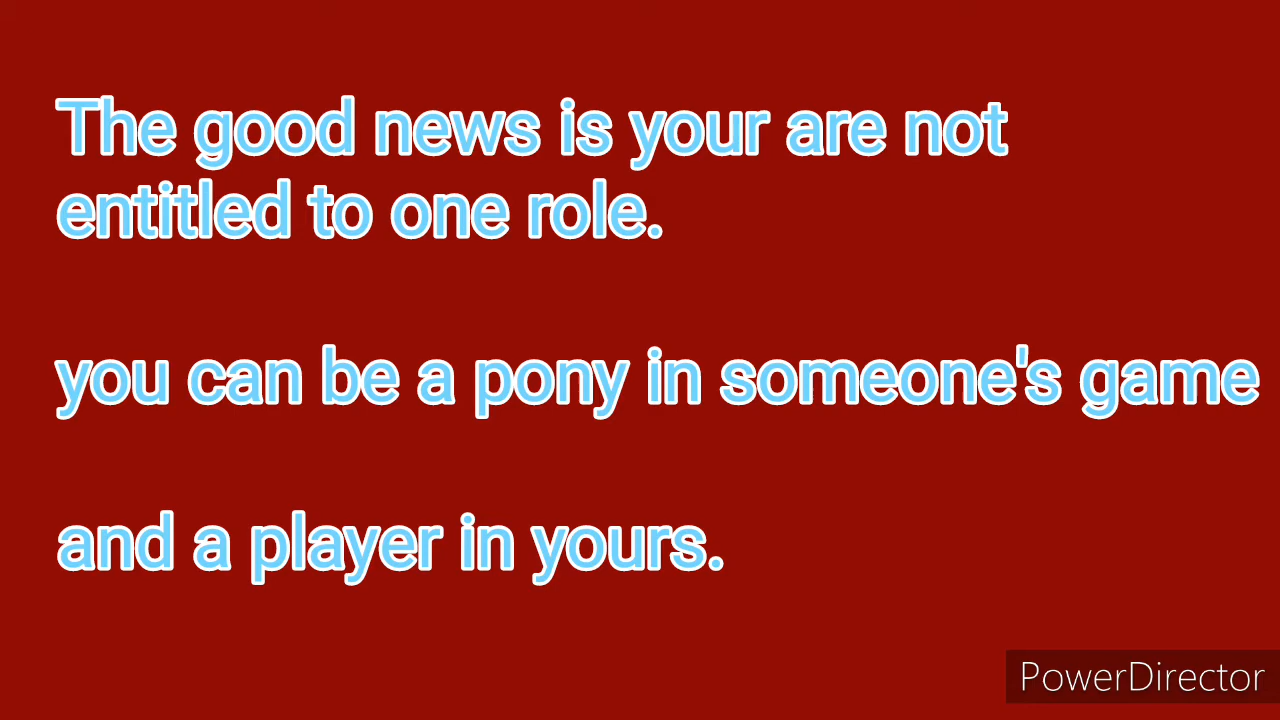 The good news is your are not
entitled to one role.
you can be a pony in someone's game
and a player in yours.
PowerDirector